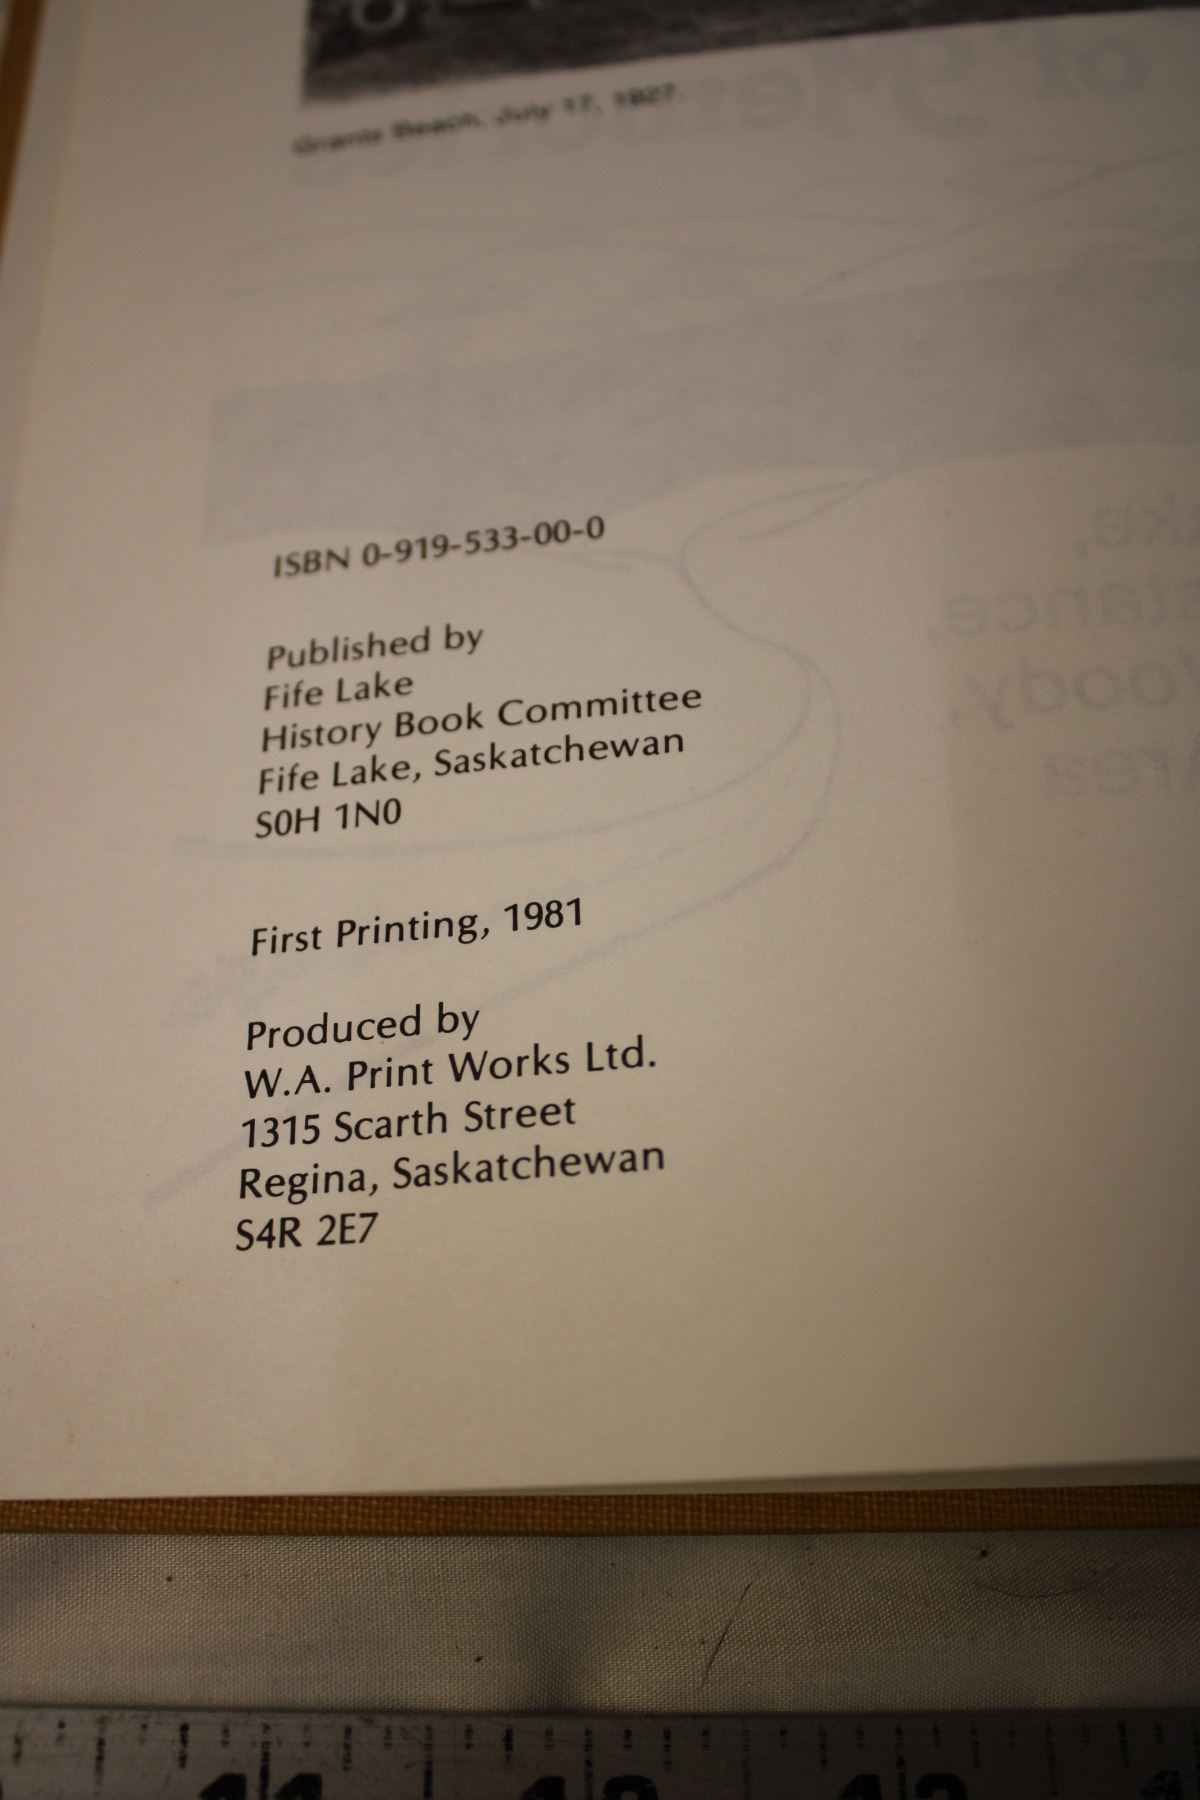 Grants Beach, July 17, 1927.
ISBN 0-919-533-00-0
Published by
Fife Lake
History Book Committee
Fife Lake, Saskatchewan
S0H 1N0
First Printing, 1981
Produced by
W.A. Print Works Ltd.
1315 Scarth Street
Regina, Saskatchewan
S4R 2E7